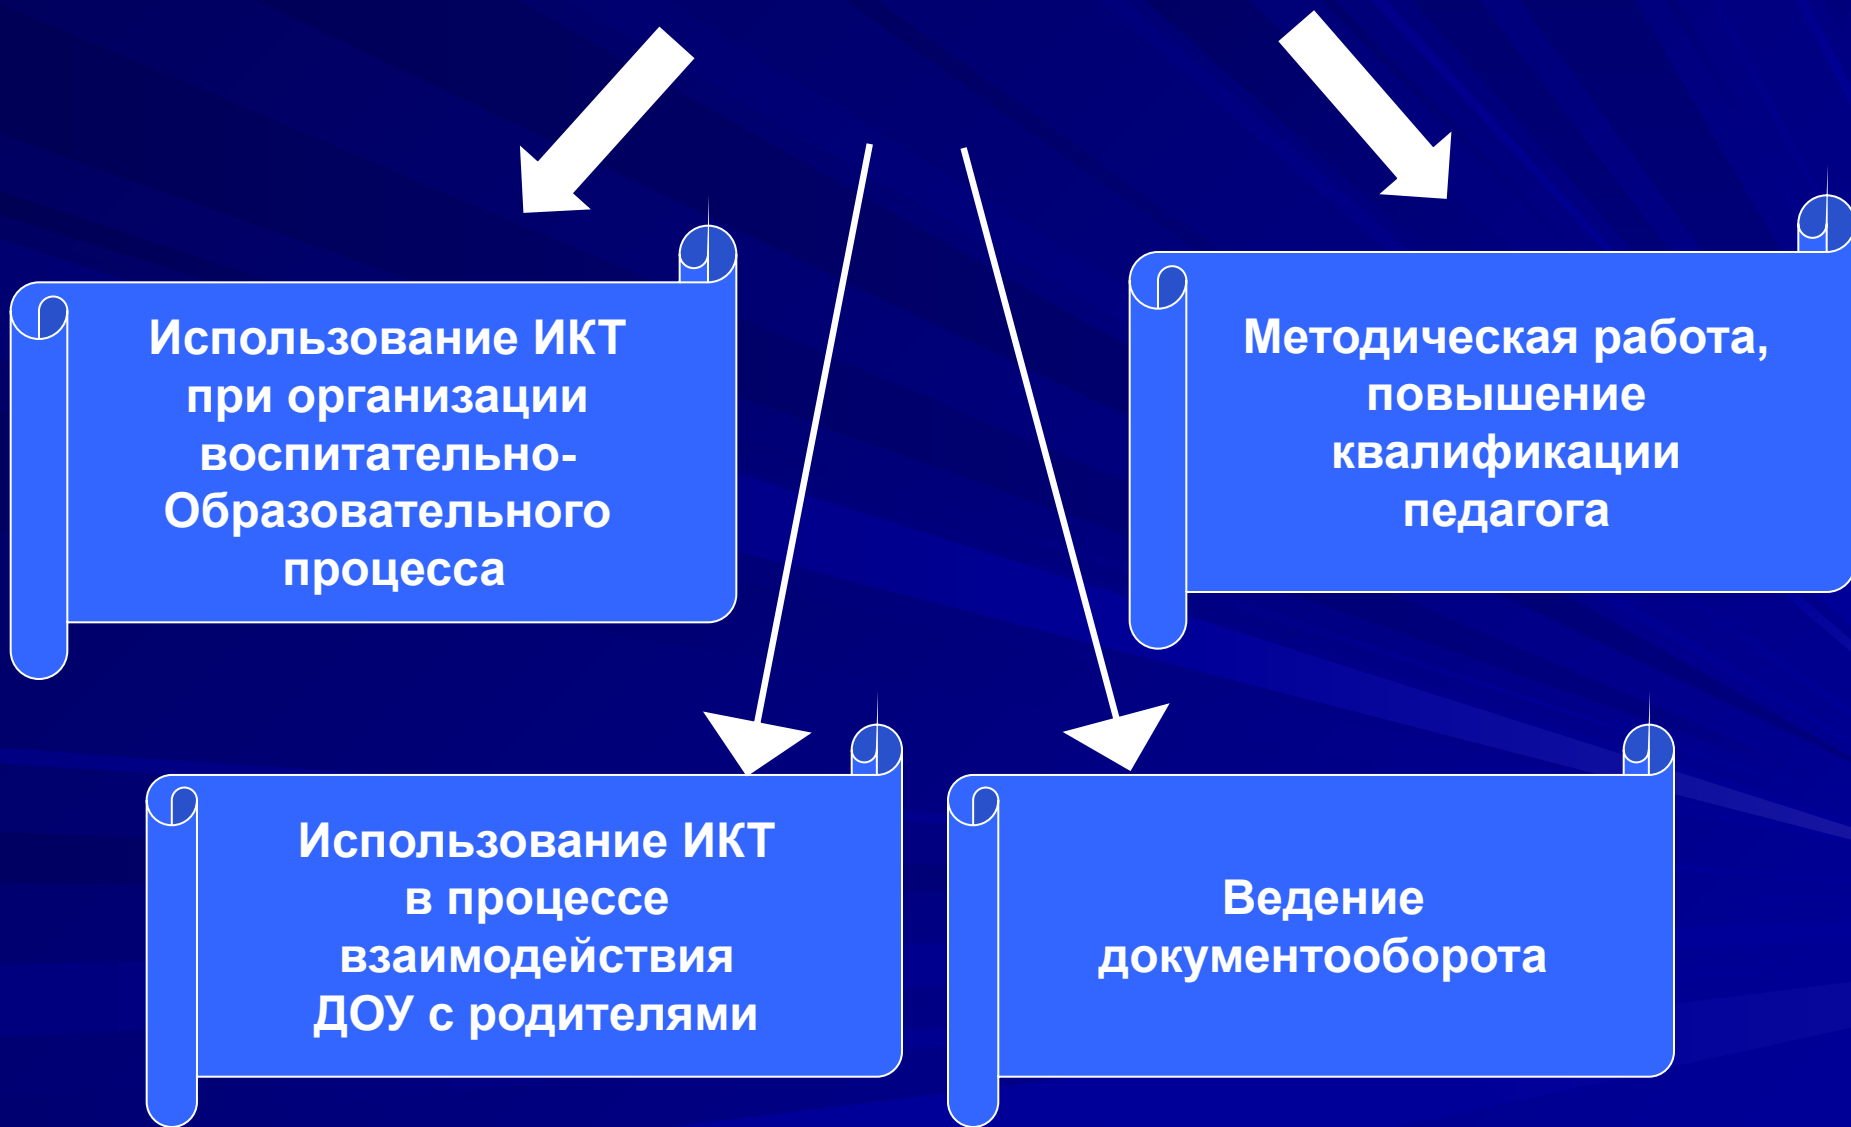 Использование ИКТ
при организации
воспитательно-
Образовательного
процесса
Методическая работа,
повышение
квалификации
педагога
Использование ИКТ
в процессе
взаимодействия
ДОУ с родителями
Ведение
документооборота